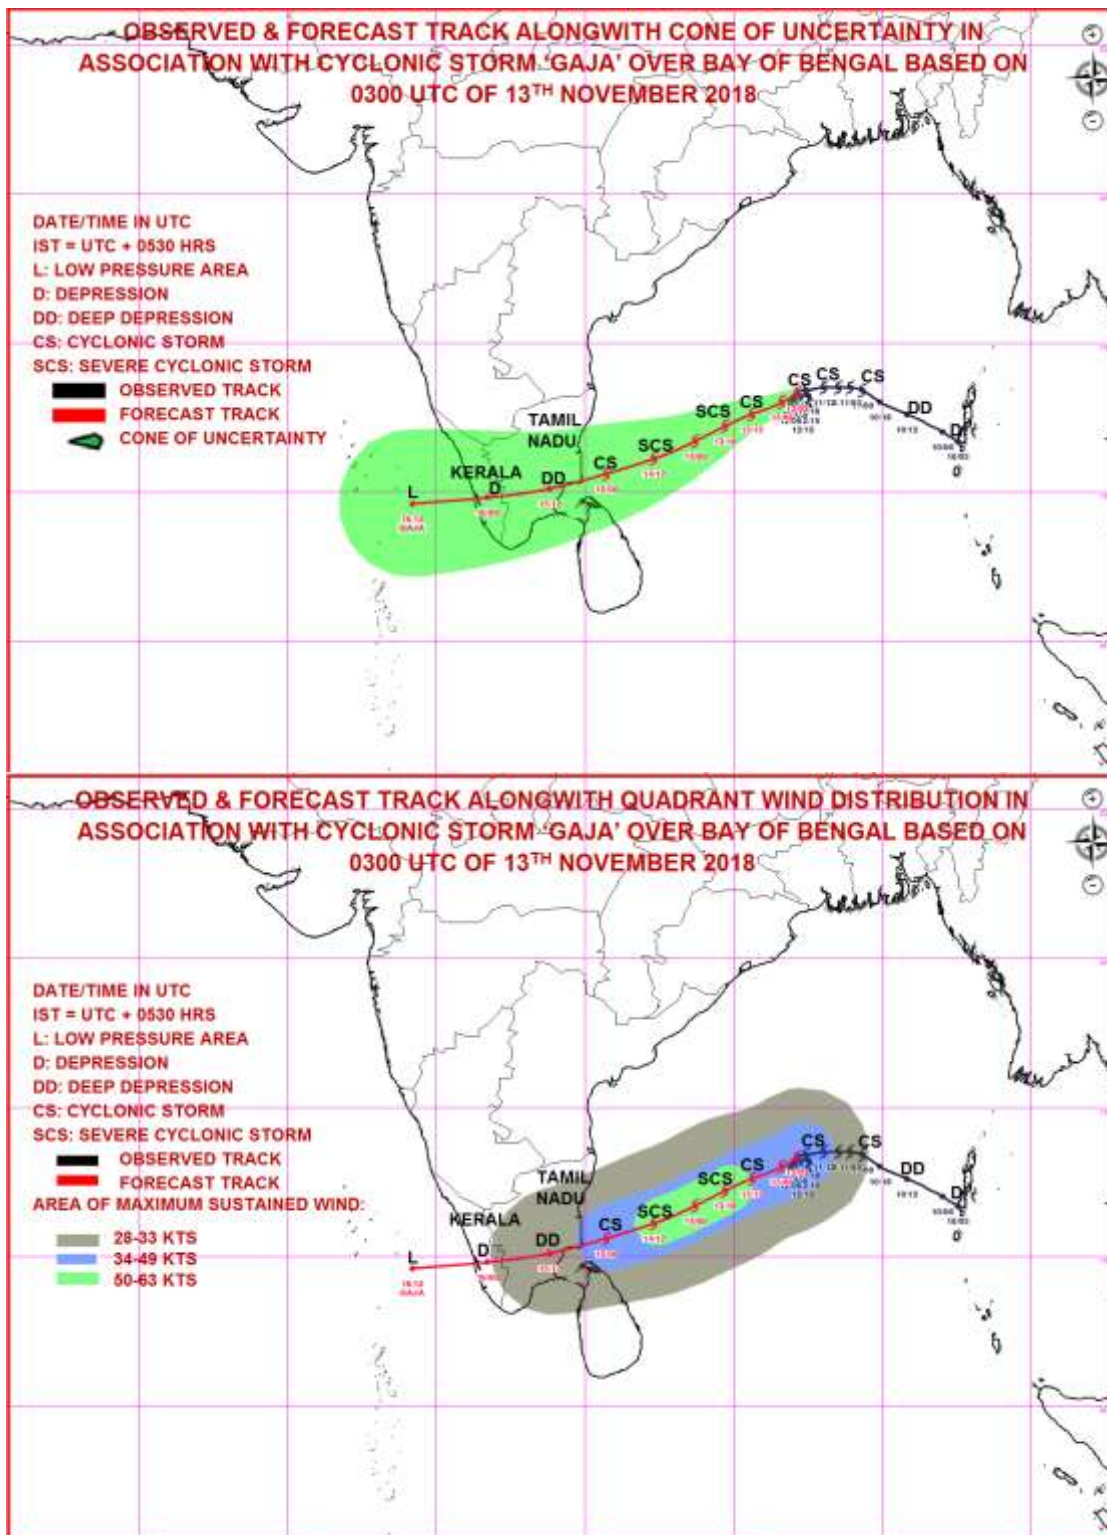 OBSERVED & FORECAST TRACK ALONGWITH CONE OF UNCERTAINTY IN
ASSOCIATION WITH CYCLONIC STORM 'GAJA' OVER BAY OF BENGAL BASED ON
0300 UTC OF 13TH NOVEMBER 2018
DATE/TIME IN UTC
IST = UTC + 0530 HRS
L: LOW PRESSURE AREA
D: DEPRESSION
DD: DEEP DEPRESSION
CS: CYCLONIC STORM
SCS: SEVERE CYCLONIC STORM
OBSERVED TRACK
FORECAST TRACK
CONE OF UNCERTAINTY
CS
CS
CS
CS
SCS
DD
D
TAMIL
NADU
SCS
CS
KERALA
DD
D
L
OBSERVED & FORECAST TRACK ALONGWITH QUADRANT WIND DISTRIBUTION IN
ASSOCIATION WITH CYCLONIC STORM 'GAJA' OVER BAY OF BENGAL BASED ON
0300 UTC OF 13TH NOVEMBER 2018
DATE/TIME IN UTC
IST = UTC + 0530 HRS
L: LOW PRESSURE AREA
D: DEPRESSION
DD: DEEP DEPRESSION
CS: CYCLONIC STORM
SCS: SEVERE CYCLONIC STORM
OBSERVED TRACK
FORECAST TRACK
AREA OF MAXIMUM SUSTAINED WIND:
28-33 KTS
34-49 KTS
50-63 KTS
CS
CS
CS
SCS
DD
D
TAMIL
NADU
SCS
CS
KERALA
DD
D
L